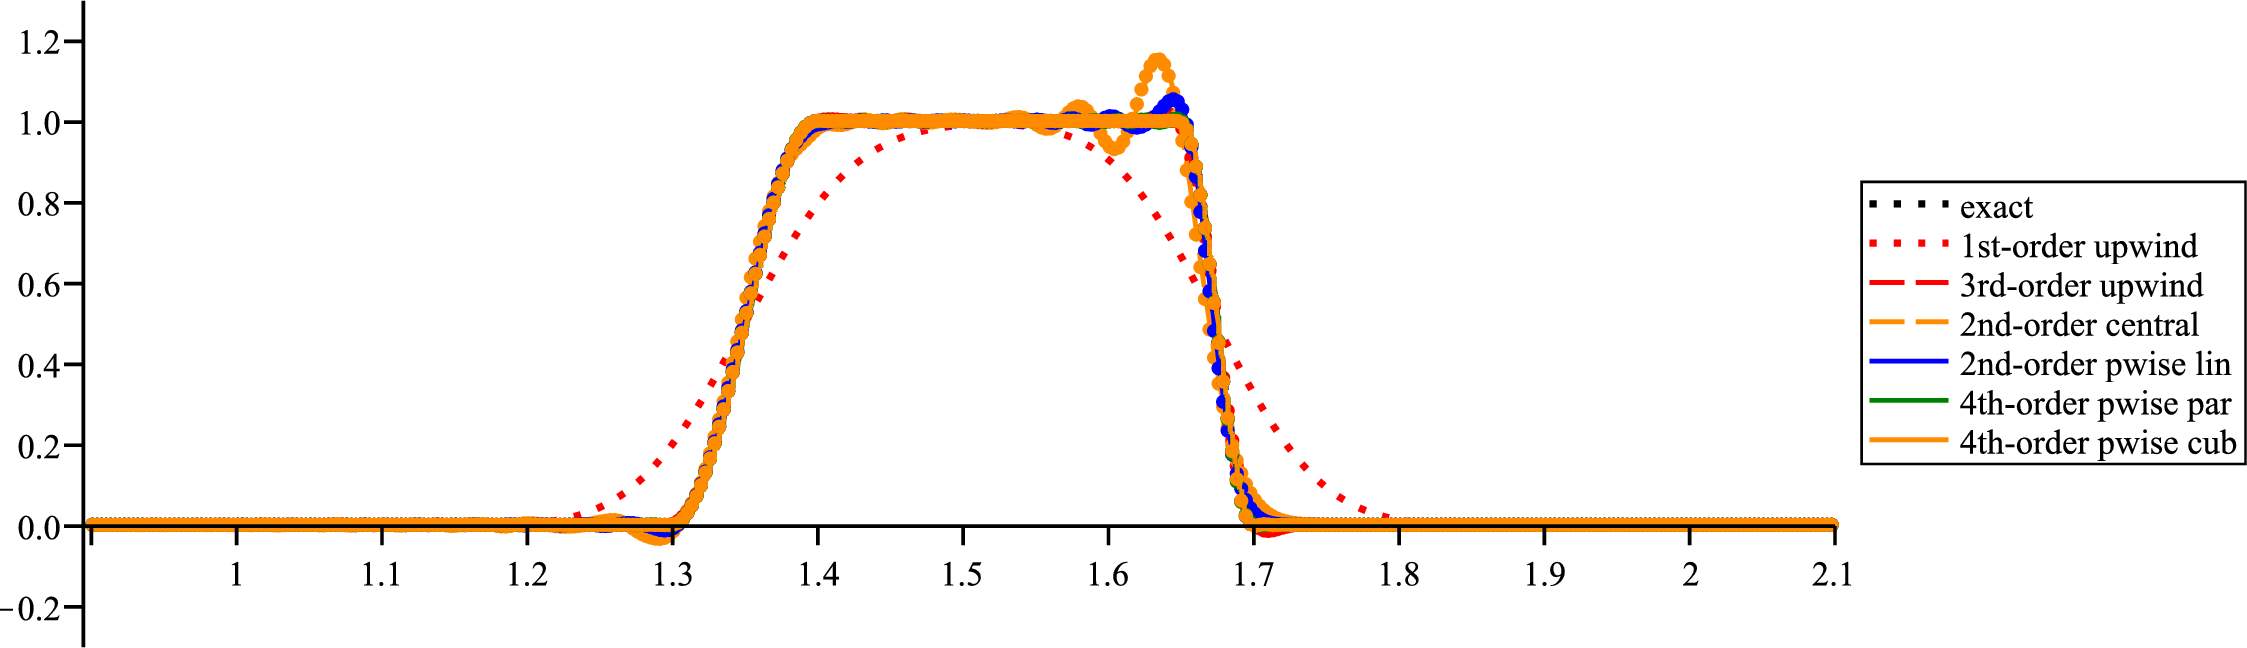 1.2
1.0
0.8
0.6
0.4
0.2
0.0
−0.2
1 1.1 1.2 1.3 1.4 1.5 1.6 1.7 1.8 1.9 2 2.1
exact
1st-order upwind
3rd-order upwind
2nd-order central
2nd-order pwise lin
4th-order pwise par
4th-order pwise cub